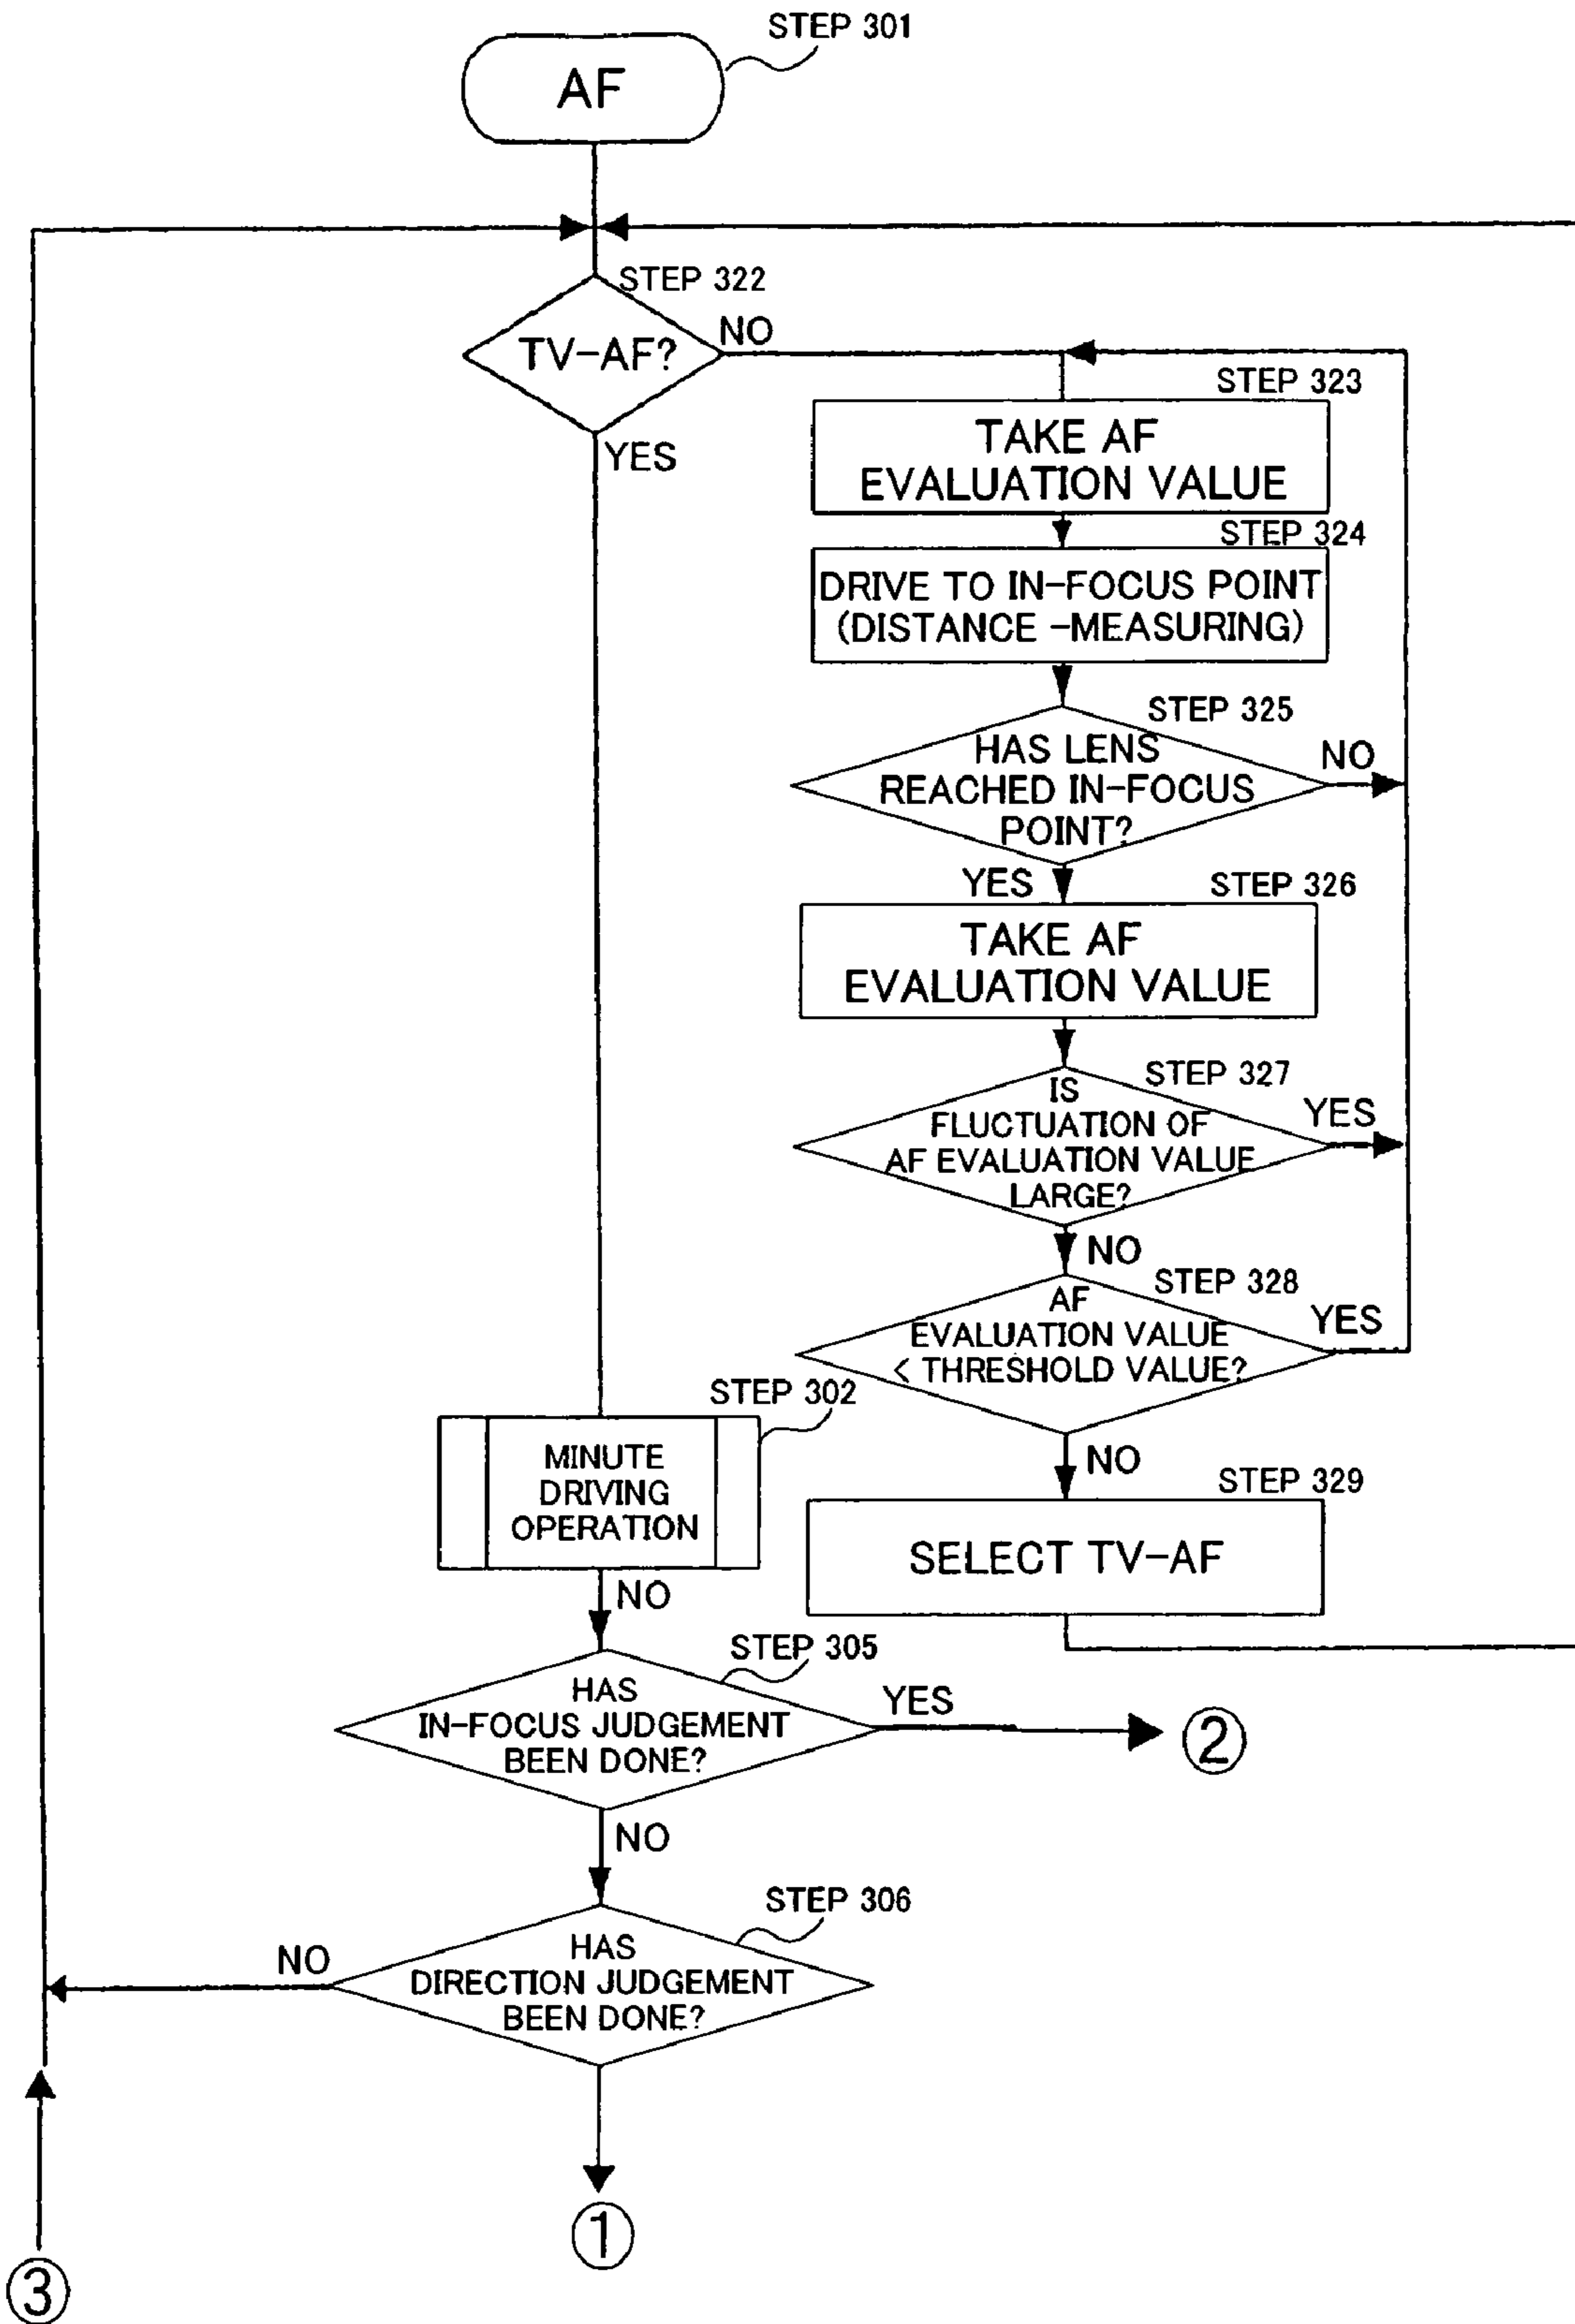 STEP 301
AF
STEP 322
TV-AF?
NO
YES
STEP 323
TAKE AF
EVALUATION VALUE
STEP 324
DRIVE TO IN-FOCUS POINT
(DISTANCE -MEASURING)
STEP 325
HAS LENS
REACHED IN-FOCUS
POINT?
NO
YES
STEP 326
TAKE AF
EVALUATION VALUE
STEP 327
IS
FLUCTUATION OF
AF EVALUATION VALUE
LARGE?
YES
NO
STEP 328
AF
EVALUATION VALUE
< THRESHOLD VALUE?
YES
NO
STEP 329
SELECT TV-AF
STEP 302
MINUTE
DRIVING
OPERATION
NO
STEP 305
HAS
IN-FOCUS JUDGEMENT
BEEN DONE?
YES
②
NO
STEP 306
HAS
DIRECTION JUDGEMENT
BEEN DONE?
NO
①
③